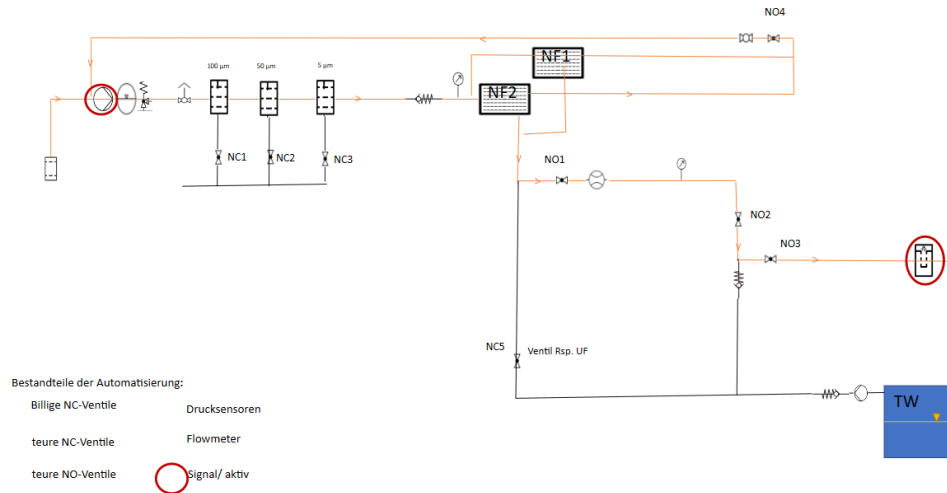 NO4
100 µm
50 µm
5 µm
NF1
NF2
NC1
NC2
NC3
NO1
NO2
NO3
NC5
Ventil Rsp. UF
TW
Bestandteile der Automatisierung:
Billige NC-Ventile
Drucksensoren
teure NC-Ventile
Flowmeter
teure NO-Ventile
Signal/ aktiv